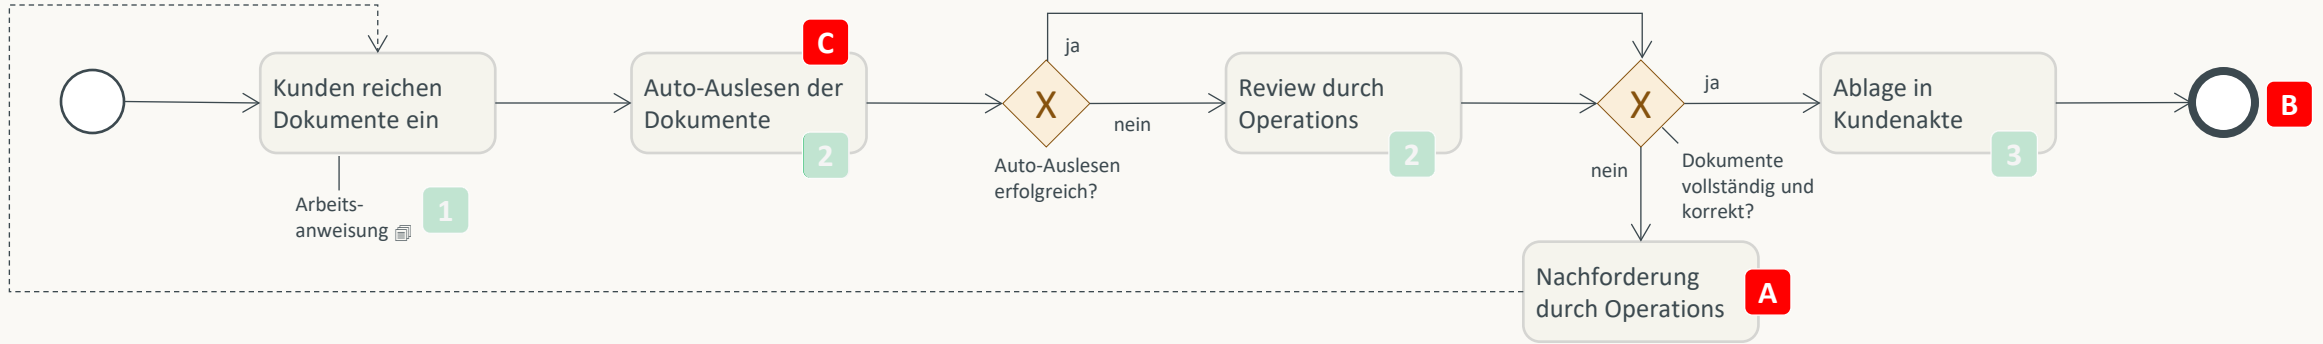 C
ja
Kunden reichen
Dokumente ein
Auto-Auslesen der
Dokumente
2
X
nein
Auto-Auslesen
erfolgreich?
Review durch
Operations
2
X
ja
nein
Dokumente
vollständig und
korrekt?
Ablage in
Kundenakte
3
B
Arbeits-
anweisung
1
Nachforderung
durch Operations
A